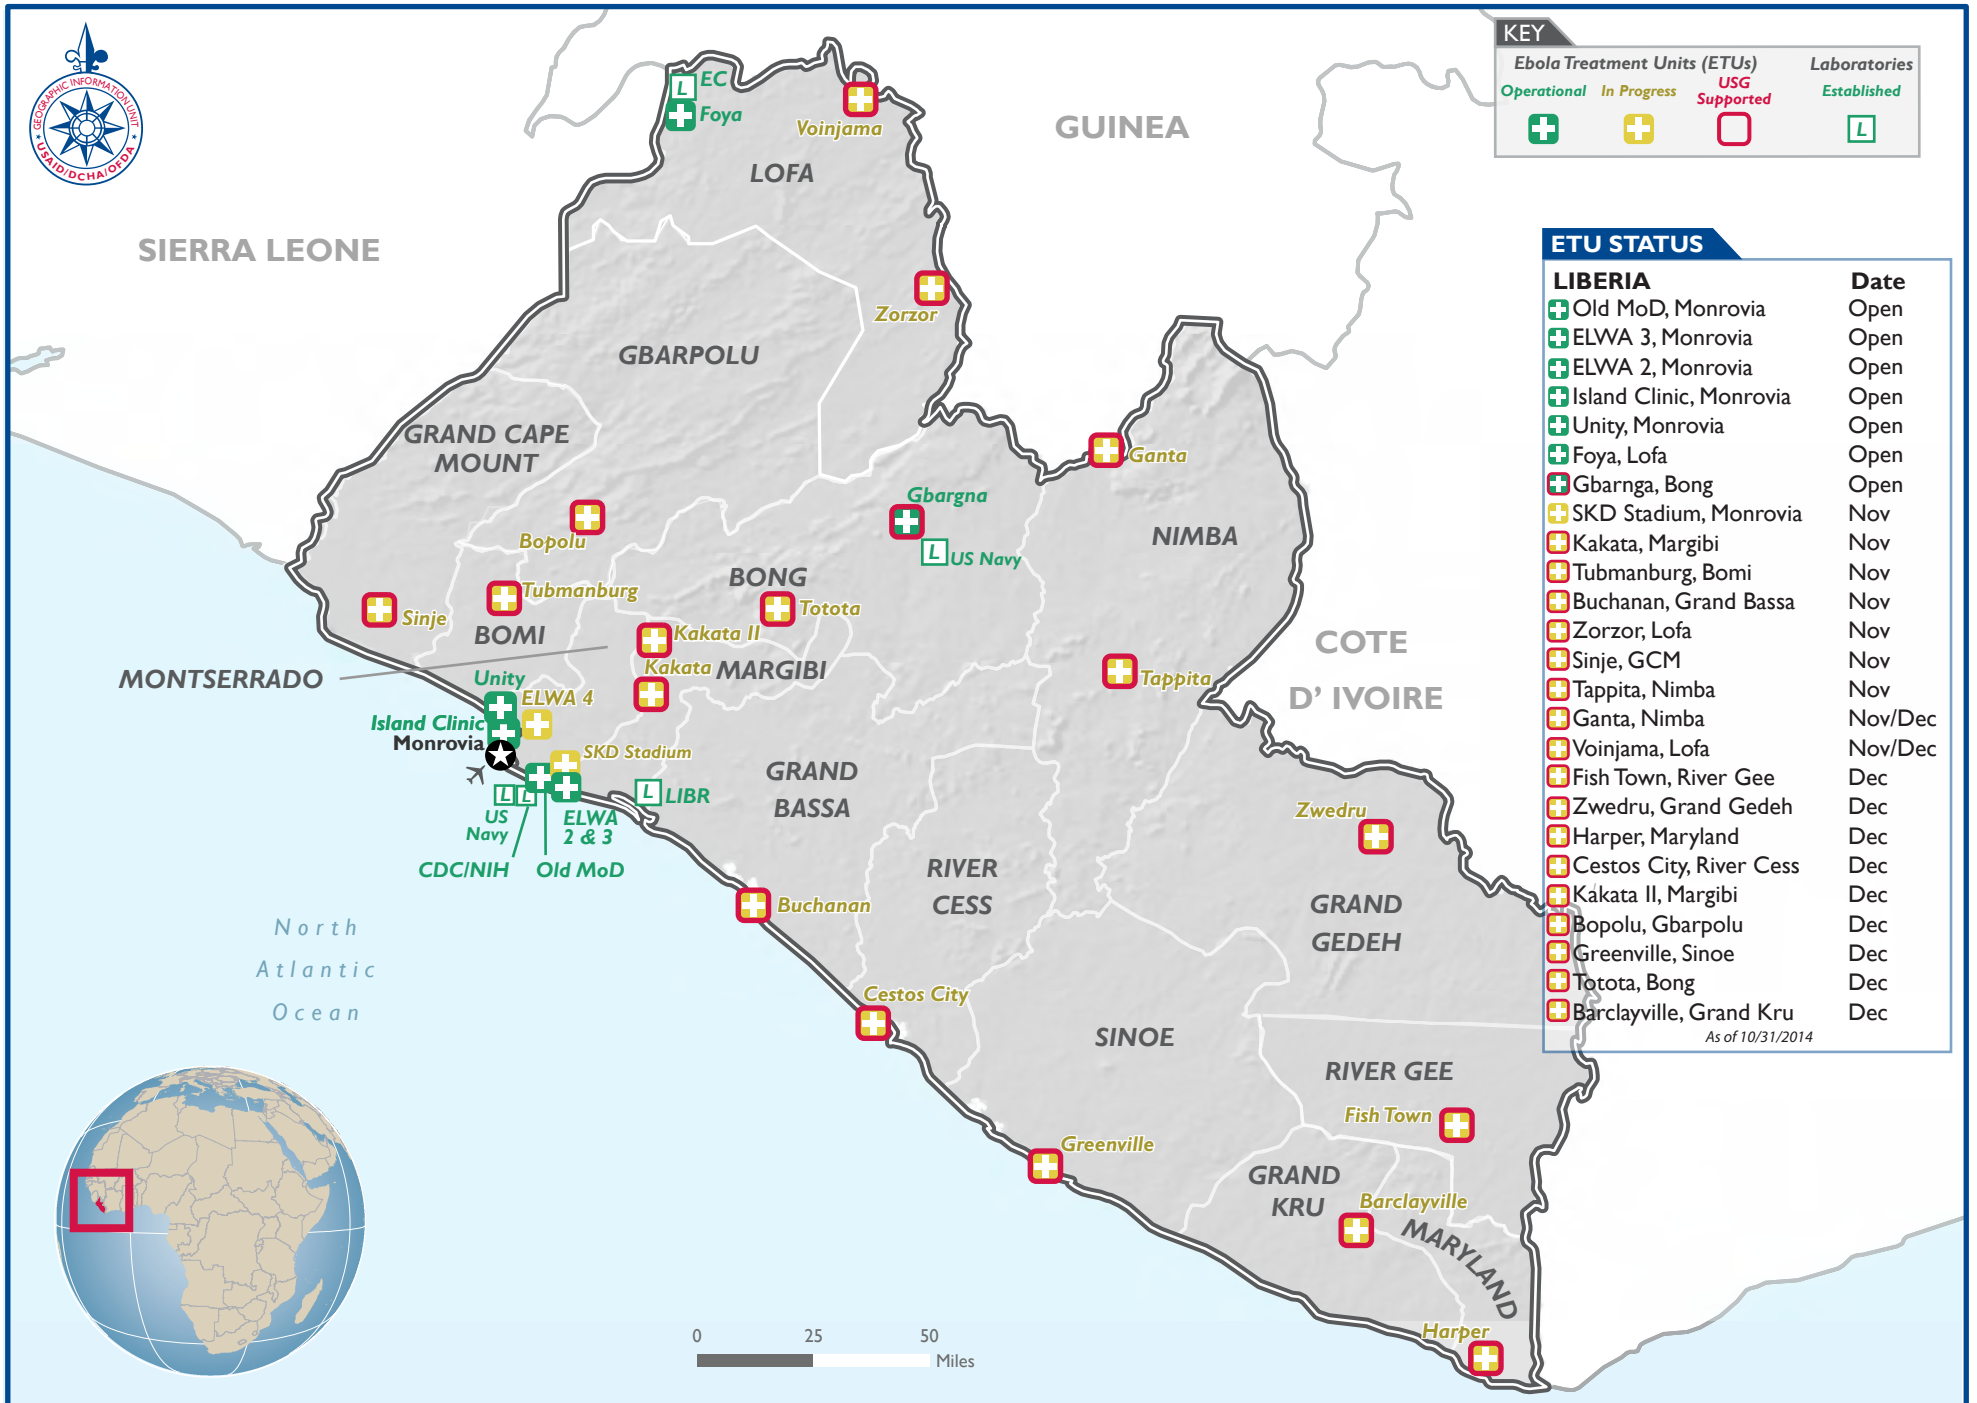 GEOGRAPHIC INFORMATION UNIT
★ USAID/DCHA/OFDA ★
KEY
Ebola Treatment Units (ETUs)
Laboratories
Operational
In Progress
USG
Supported
Established
L
ETU STATUS
LIBERIA Date
Old MoD, Monrovia Open
ELWA 3, Monrovia Open
ELWA 2, Monrovia Open
Island Clinic, Monrovia Open
Unity, Monrovia Open
Foya, Lofa Open
Gbarnga, Bong Open
SKD Stadium, Monrovia Nov
Kakata, Margibi Nov
Tubmanburg, Bomi Nov
Buchanan, Grand Bassa Nov
Zorzor, Lofa Nov
Sinje, GCM Nov
Tappita, Nimba Nov
Ganta, Nimba Nov/Dec
Voinjama, Lofa Nov/Dec
Fish Town, River Gee Dec
Zwedru, Grand Gedeh Dec
Harper, Maryland Dec
Cestos City, River Cess Dec
Kakata II, Margibi Dec
Bopolu, Gbarpolu Dec
Greenville, Sinoe Dec
Totota, Bong Dec
Barclayville, Grand Kru Dec
As of 10/31/2014
L EC
Foya
Voinjama
GUINEA
LOFA
SIERRA LEONE
Zorzor
GBARPOLU
GRAND CAPE
MOUNT
Ganta
Gbargna
L US Navy
NIMBA
Bopolu
BONG
Tubmanburg
Totota
Sinje
BOMI
Kakata II
Kakata
MARGIBI
MONTSERRADO
COTE
D' IVOIRE
Tappita
Unity
ELWA 4
Island Clinic
Monrovia
SKD Stadium
L L
L LIBR
US
Navy
ELWA
2 & 3
CDC/NIH
Old MoD
GRAND
BASSA
Zwedru
RIVER
CESS
Buchanan
GRAND
GEDEH
North
Atlantic
Ocean
Cestos City
SINOE
RIVER GEE
Fish Town
Greenville
GRAND
KRU
Barclayville
MARYLAND
Harper
0 25 50
Miles